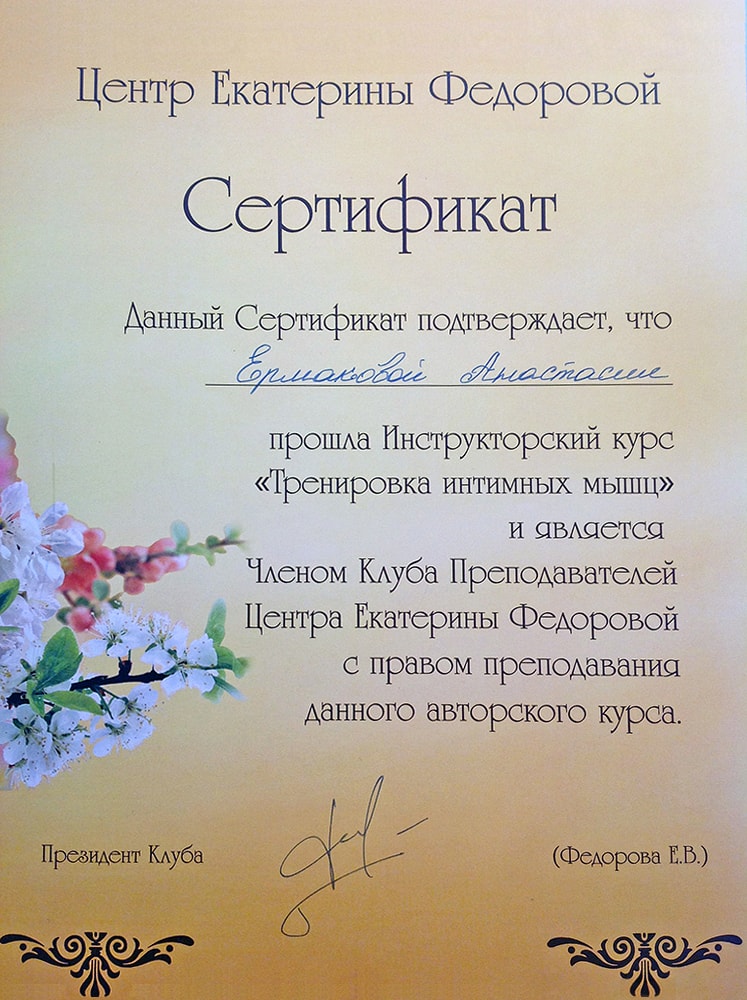 Центр Екатерины Федоровой
Сертификат
Данный Сертификат подтверждает, что
Ермаковой Анастасии
прошла Инструкторский курс
«Тренировка интимных мышц»
и является
Членом Клуба Преподавателей
Центра Екатерины Федоровой
с правом преподавания
данного авторского курса.
Президент Клуба
(Федорова Е.В.)